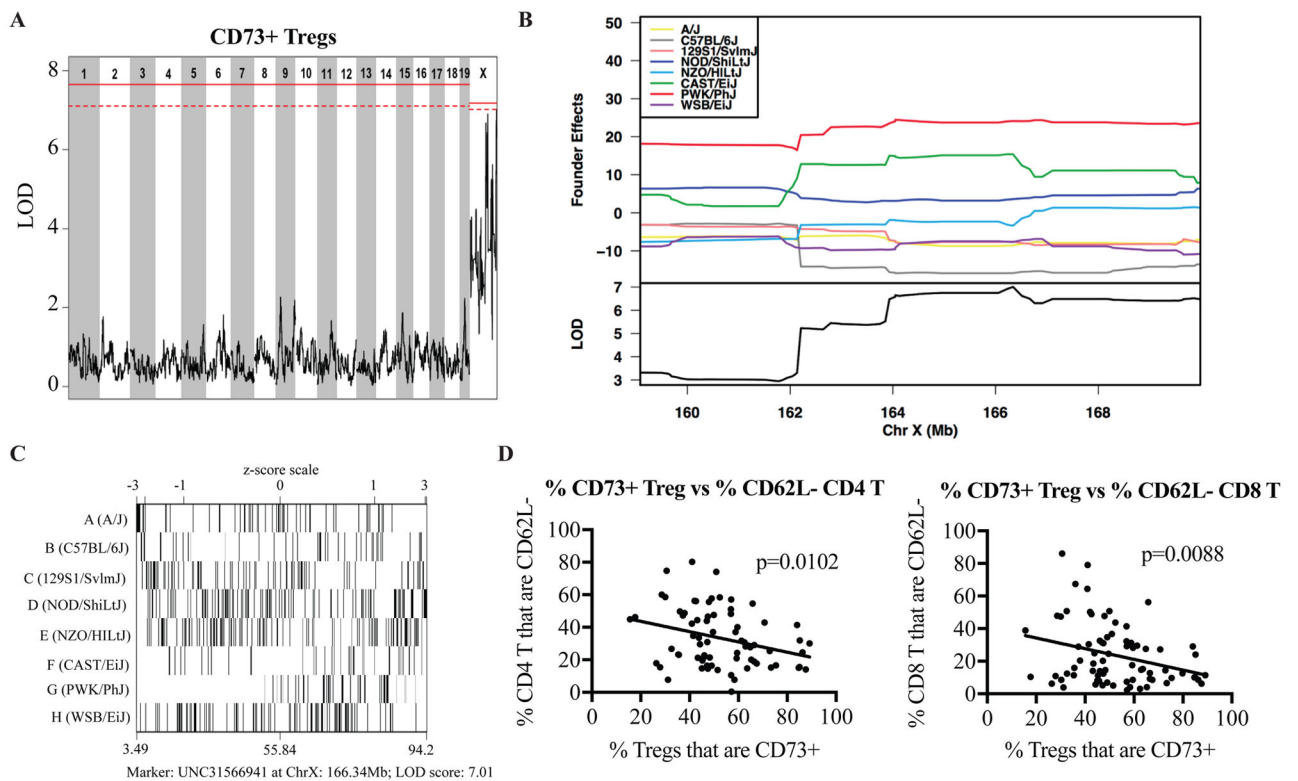 A
CD73+ Tregs
8
6
4
2
0
LOD
1 2 3 4 5 6 7 8 9 10 11 12 13 14 15 16 17 18 19 X
B
50
40
30
20
10
0
−10
Founder Effects
A/J
C57BL/6J
129S1/SvImJ
NOD/ShiLtJ
NZO/HILtJ
CAST/EiJ
PWK/PhJ
WSB/EiJ
7
6
5
4
3
LOD
160 162 164 166 168
Chr X (Mb)
C
z-score scale
-3 -1 0 1 3
A (A/J)
B (C57BL/6J)
C (129S1/SvlmJ)
D (NOD/ShiLtJ)
E (NZO/HILtJ)
F (CAST/EiJ)
G (PWK/PhJ)
H (WSB/EiJ)
3.49 55.84 94.2
Marker: UNC31566941 at ChrX: 166.34Mb; LOD score: 7.01
D
% CD73+ Treg vs % CD62L- CD4 T
% CD4 T that are CD62L-
100
80
60
40
20
0
p=0.0102
0 20 40 60 80 100
% Tregs that are CD73+
% CD73+ Treg vs % CD62L- CD8 T
% CD8 T that are CD62L-
100
80
60
40
20
0
p=0.0088
0 20 40 60 80 100
% Tregs that are CD73+